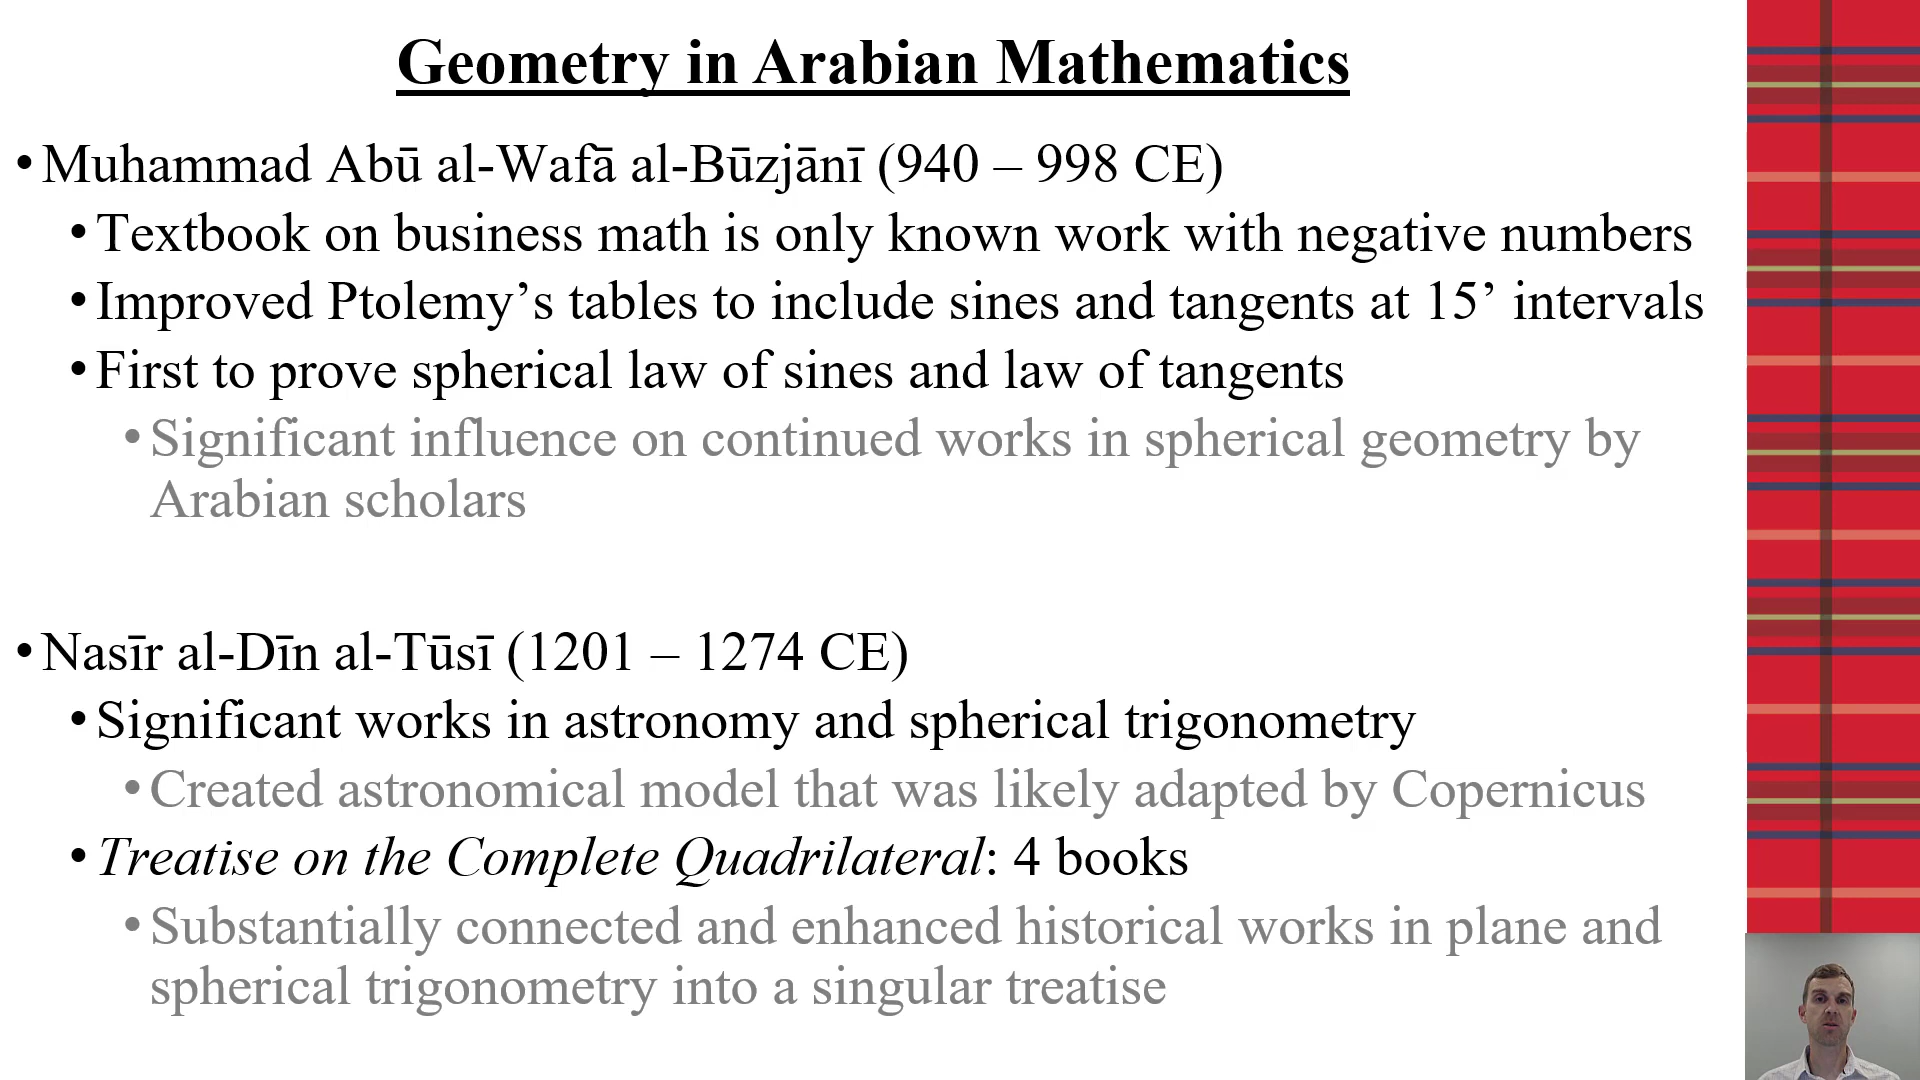 Geometry in Arabian Mathematics
• Muhammad Abū al-Wafā al-Būzjānī (940 – 998 CE)
• Textbook on business math is only known work with negative numbers
• Improved Ptolemy’s tables to include sines and tangents at 15’ intervals
• First to prove spherical law of sines and law of tangents
• Significant influence on continued works in spherical geometry by
Arabian scholars
• Nasīr al-Dīn al-Tūsī (1201 – 1274 CE)
• Significant works in astronomy and spherical trigonometry
• Created astronomical model that was likely adapted by Copernicus
• Treatise on the Complete Quadrilateral: 4 books
• Substantially connected and enhanced historical works in plane and
spherical trigonometry into a singular treatise